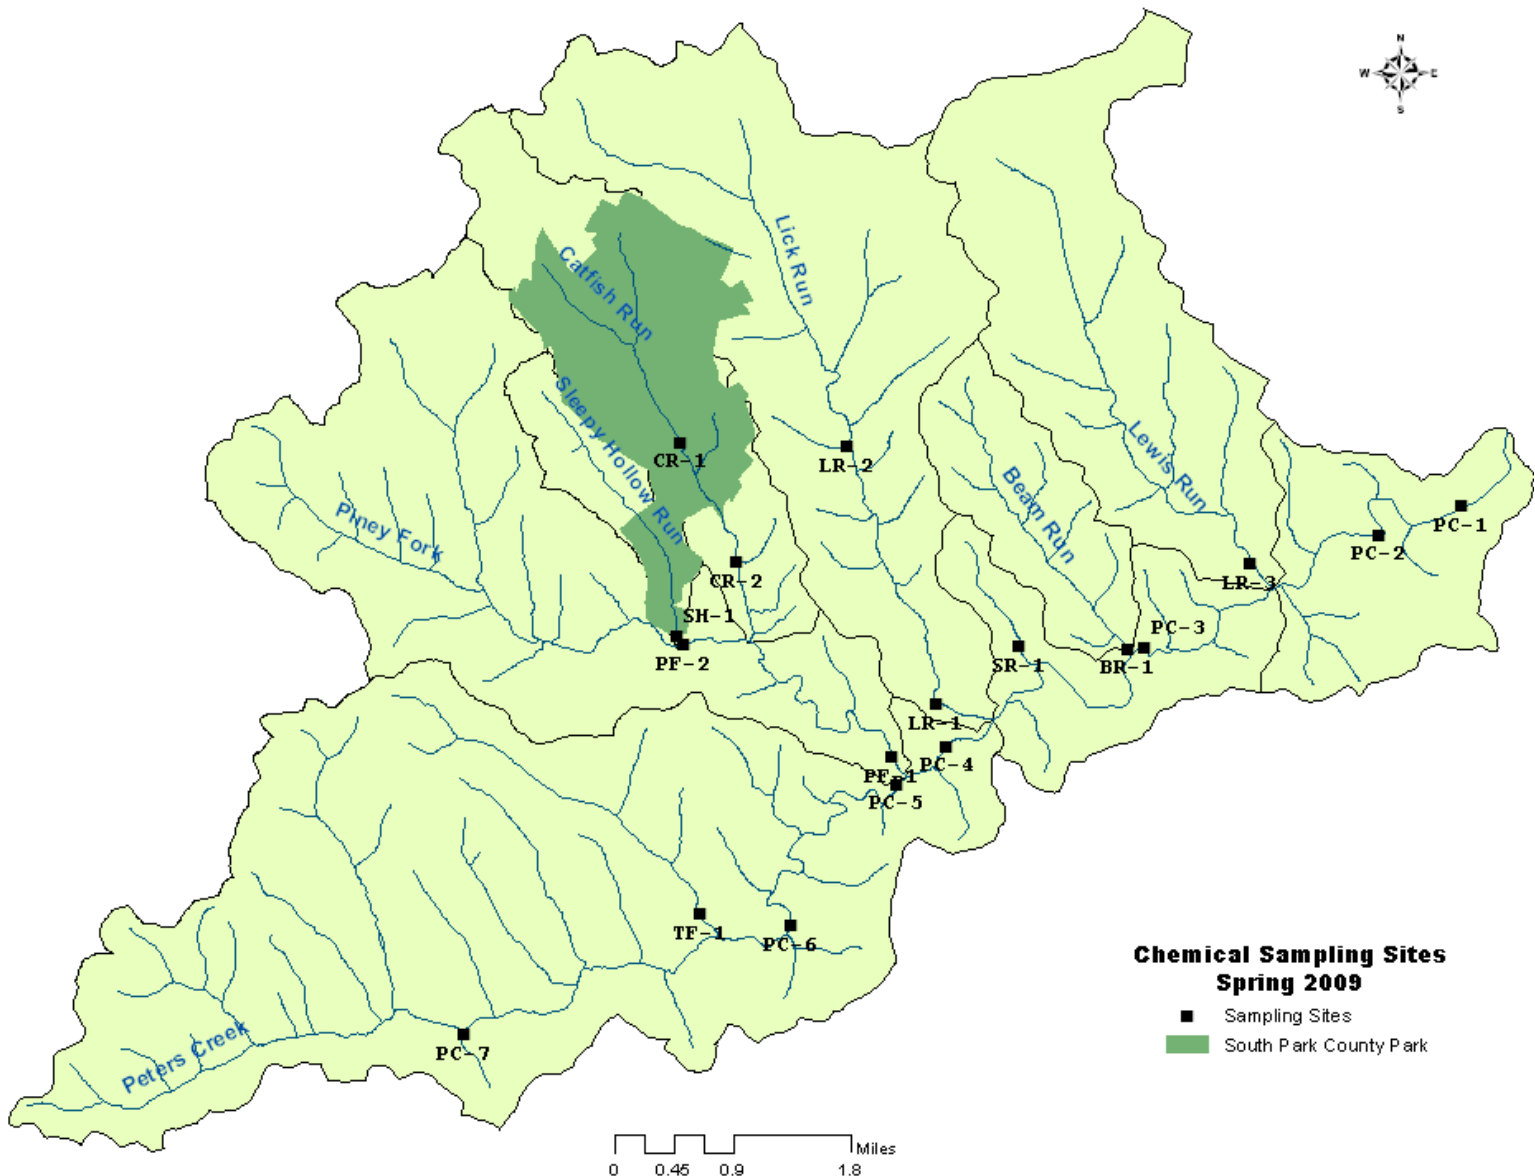 N
W E
S
Lick Run
Catfish Run
Sleepy Hollow Run
Lewis Run
Beam Run
Piney Fork
CR-1
LR-2
PC-1
PC-2
CR-2
LR-3
SH-1
PC-3
PF-2
SR-1
BR-1
LR-1
PC-4
PF-1
PC-5
TF-1
PC-6
PC-7
Peters Creek
Chemical Sampling Sites
Spring 2009
Sampling Sites
South Park County Park
Miles
0 0.45 0.9 1.8